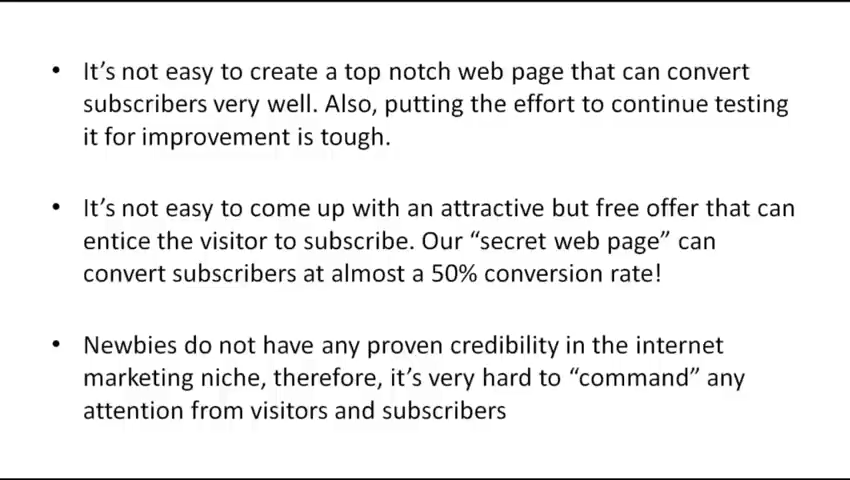 • It’s not easy to create a top notch web page that can convert
subscribers very well. Also, putting the effort to continue testing
it for improvement is tough.
• It’s not easy to come up with an attractive but free offer that can
entice the visitor to subscribe. Our “secret web page” can
convert subscribers at almost a 50% conversion rate!
• Newbies do not have any proven credibility in the internet
marketing niche, therefore, it’s very hard to “command” any
attention from visitors and subscribers